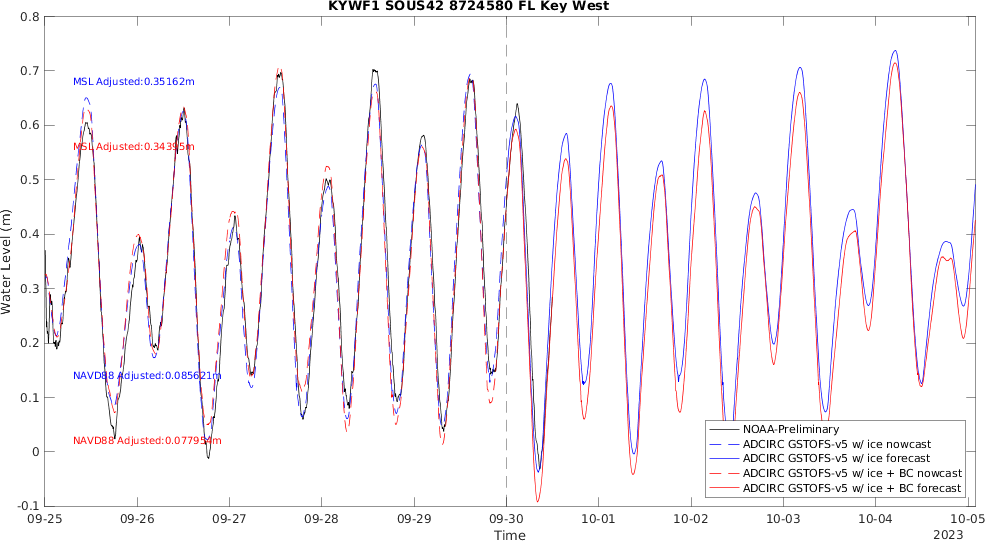 KYWF1 SOUS42 8724580 FL Key West
0.8
0.7
0.6
0.5
0.4
0.3
0.2
0.1
0
-0.1
Water Level (m)
MSL Adjusted:0.35162m
MSL Adjusted:0.34395m
NAVD88 Adjusted:0.085621m
NAVD88 Adjusted:0.077954m
NOAA-Preliminary
ADCIRC GSTOFS-v5 w/ ice nowcast
ADCIRC GSTOFS-v5 w/ ice forecast
ADCIRC GSTOFS-v5 w/ ice + BC nowcast
ADCIRC GSTOFS-v5 w/ ice + BC forecast
09-25 09-26 09-27 09-28 09-29 09-30 10-01 10-02 10-03 10-04 10-05
Time
2023